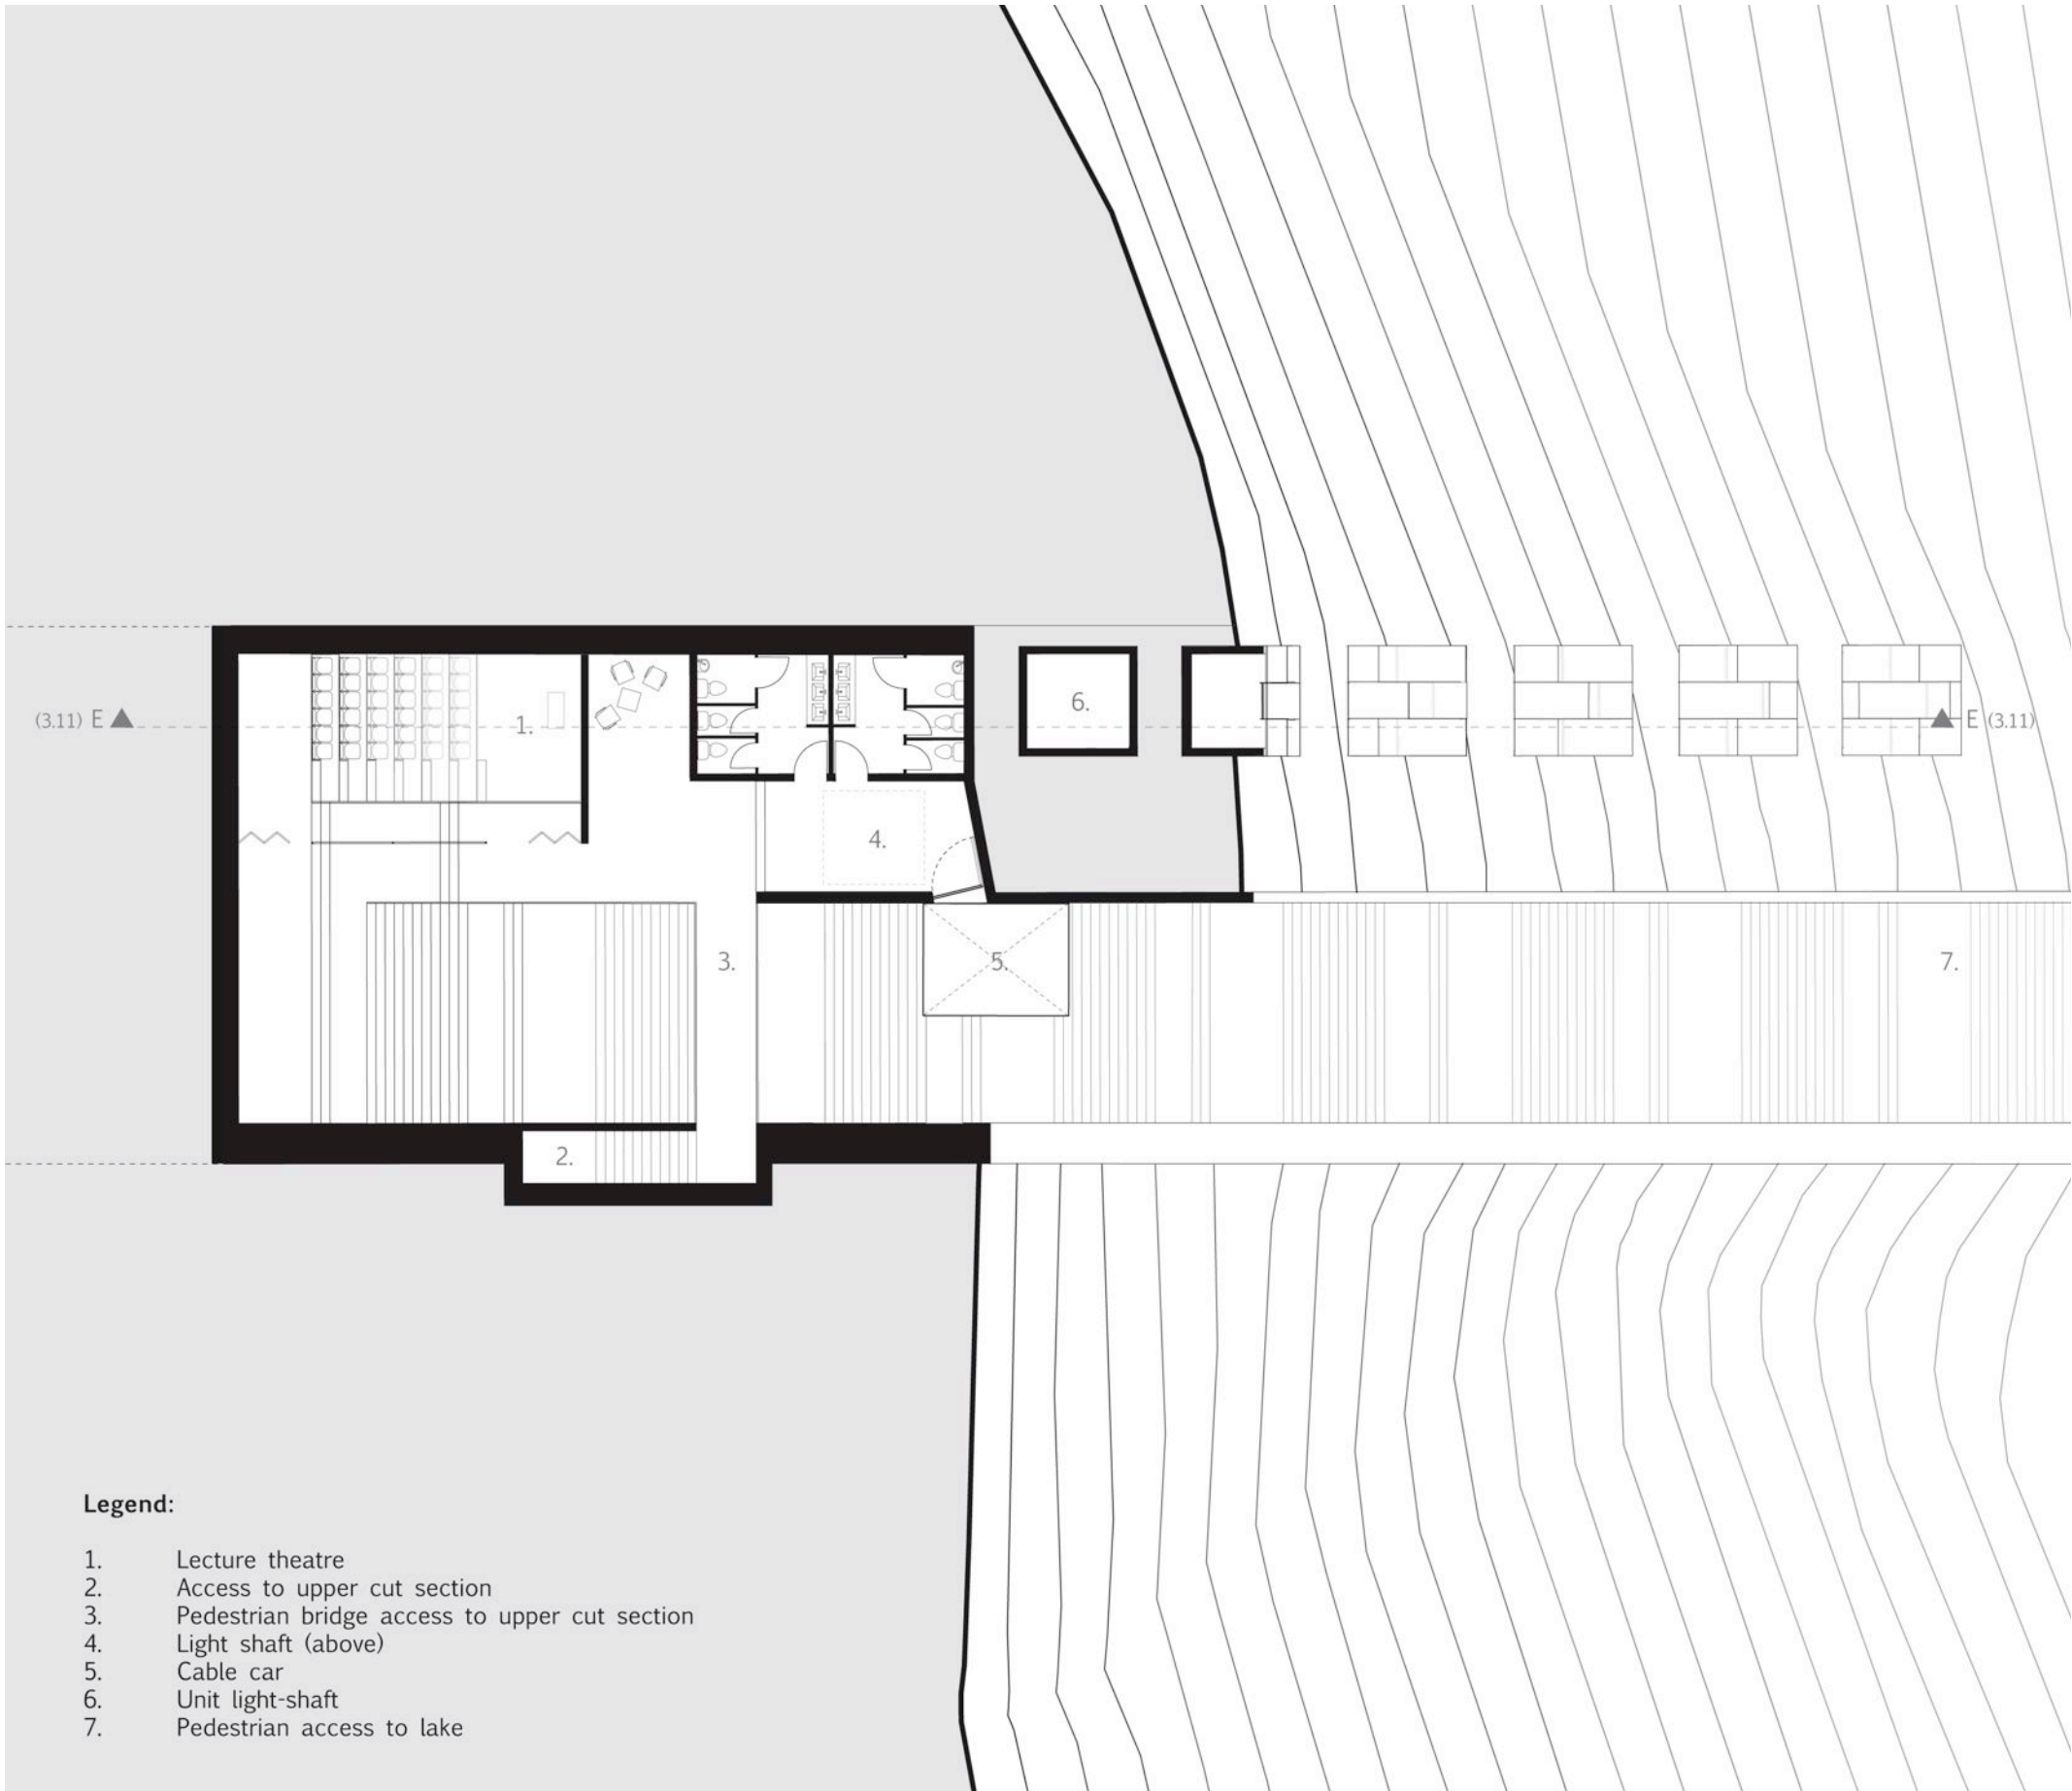 1.
(3.11) E
6.
E (3.11)
4.
3.
5.
7.
2.
Legend:
1. Lecture theatre
2. Access to upper cut section
3. Pedestrian bridge access to upper cut section
4. Light shaft (above)
5. Cable car
6. Unit light-shaft
7. Pedestrian access to lake